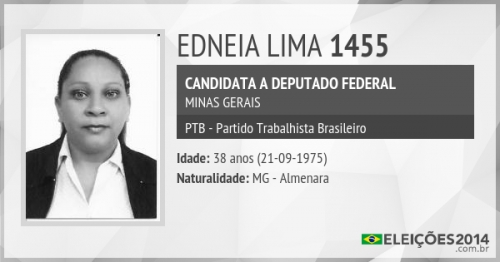 EDNEIA LIMA 1455
CANDIDATA A DEPUTADO FEDERAL
MINAS GERAIS
PTB - Partido Trabalhista Brasileiro
Idade: 38 anos (21-09-1975)
Naturalidade: MG - Almenara
ELEIÇÕES2014
.com.br